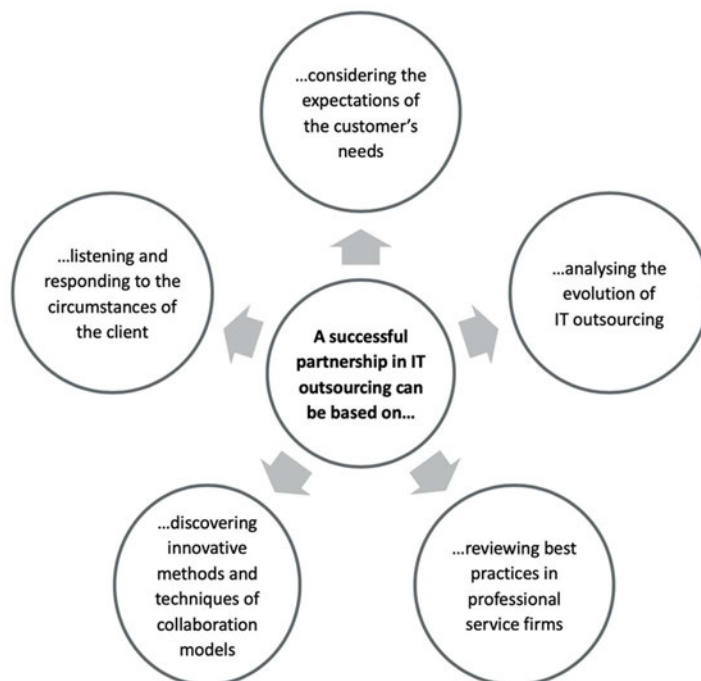 …considering the
expectations of
the customer’s
needs
…listening and
responding to the
circumstances of
the client
…analysing the
evolution of
IT outsourcing
A successful
partnership in IT
outsourcing can
be based on…
…discovering
innovative
methods and
techniques of
collaboration
models
…reviewing best
practices in
professional
service firms